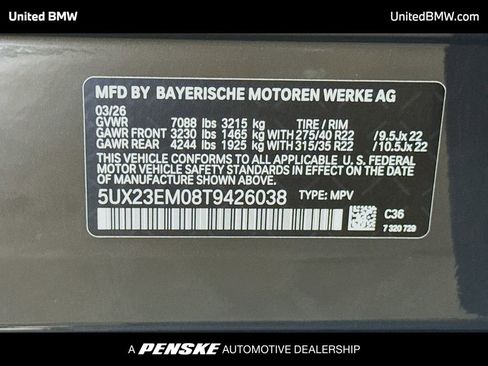 United BMW UnitedBMW.com
MFD BY BAYERISCHE MOTOREN WERKE AG
03/26
GVWR 7088 lbs 3215 kg TIRE / RIM
GAWR FRONT 3230 lbs 1465 kg WITH 275/40 R22 /9.5Jx22
GAWR REAR 4244 lbs 1925 kg WITH 315/35 R22 /10.5Jx22
THIS VEHICLE CONFORMS TO ALL APPLICABLE U. S. FEDERAL
MOTOR VEHICLE SAFETY STANDARDS IN EFFECT ON THE
DATE OF MANUFACTURE SHOWN ABOVE.
5UX23EM08T9426038 TYPE: MPV
C36
7 320 729
A PENSKE AUTOMOTIVE DEALERSHIP